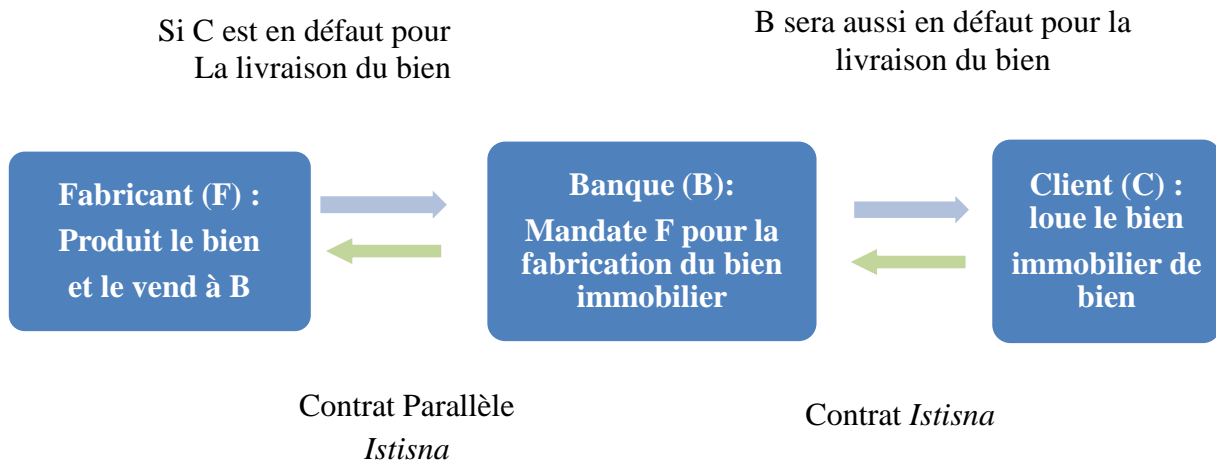 Si C est en défaut pour
La livraison du bien
B sera aussi en défaut pour la
livraison du bien
Fabricant (F) :
Produit le bien
et le vend à B
Banque (B):
Mandate F pour la
fabrication du bien
immobilier
Client (C) :
loue le bien
immobilier de
bien
Contrat Parallèle
Istisna
Contrat Istisna